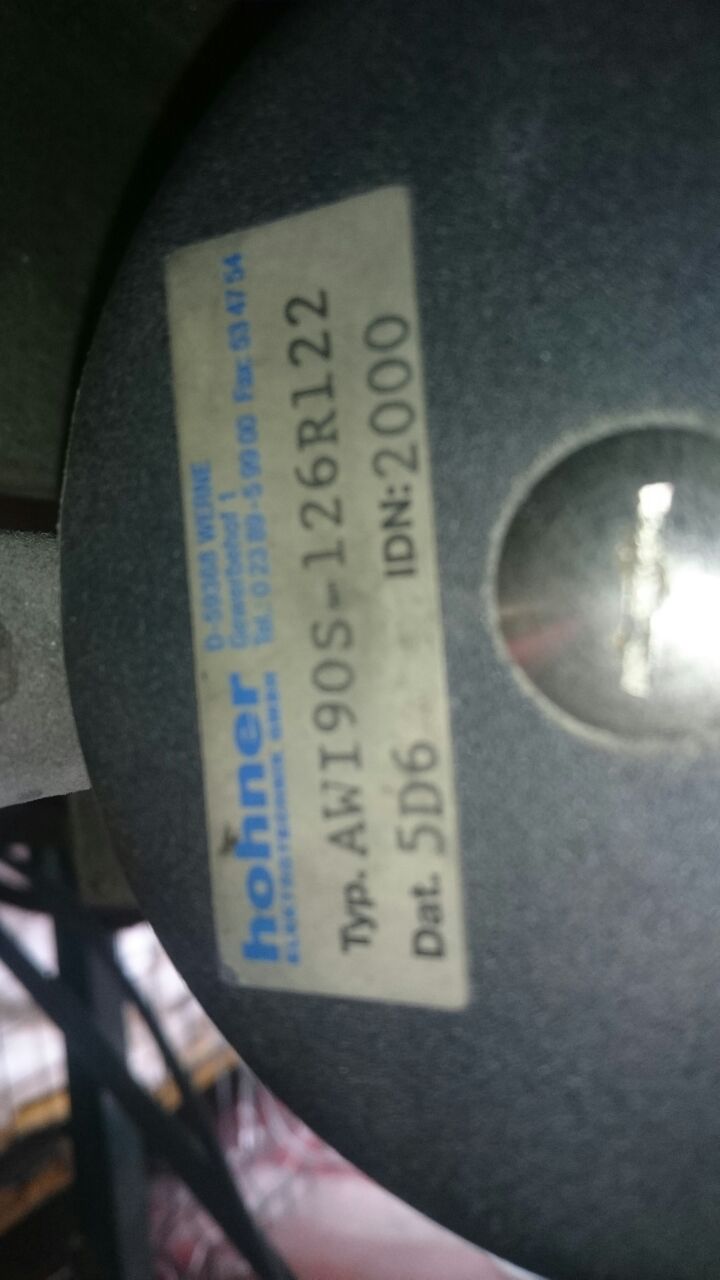 hohner
ELEKTROTECHNIK GMBH
D-59368 WERNE
Gewerbehof 1
Tel.: 0 23 89-5 99 00 Fax: 53 47 54
Typ. AWI90S-126R122
Dat. 5D6 IDN: 2000